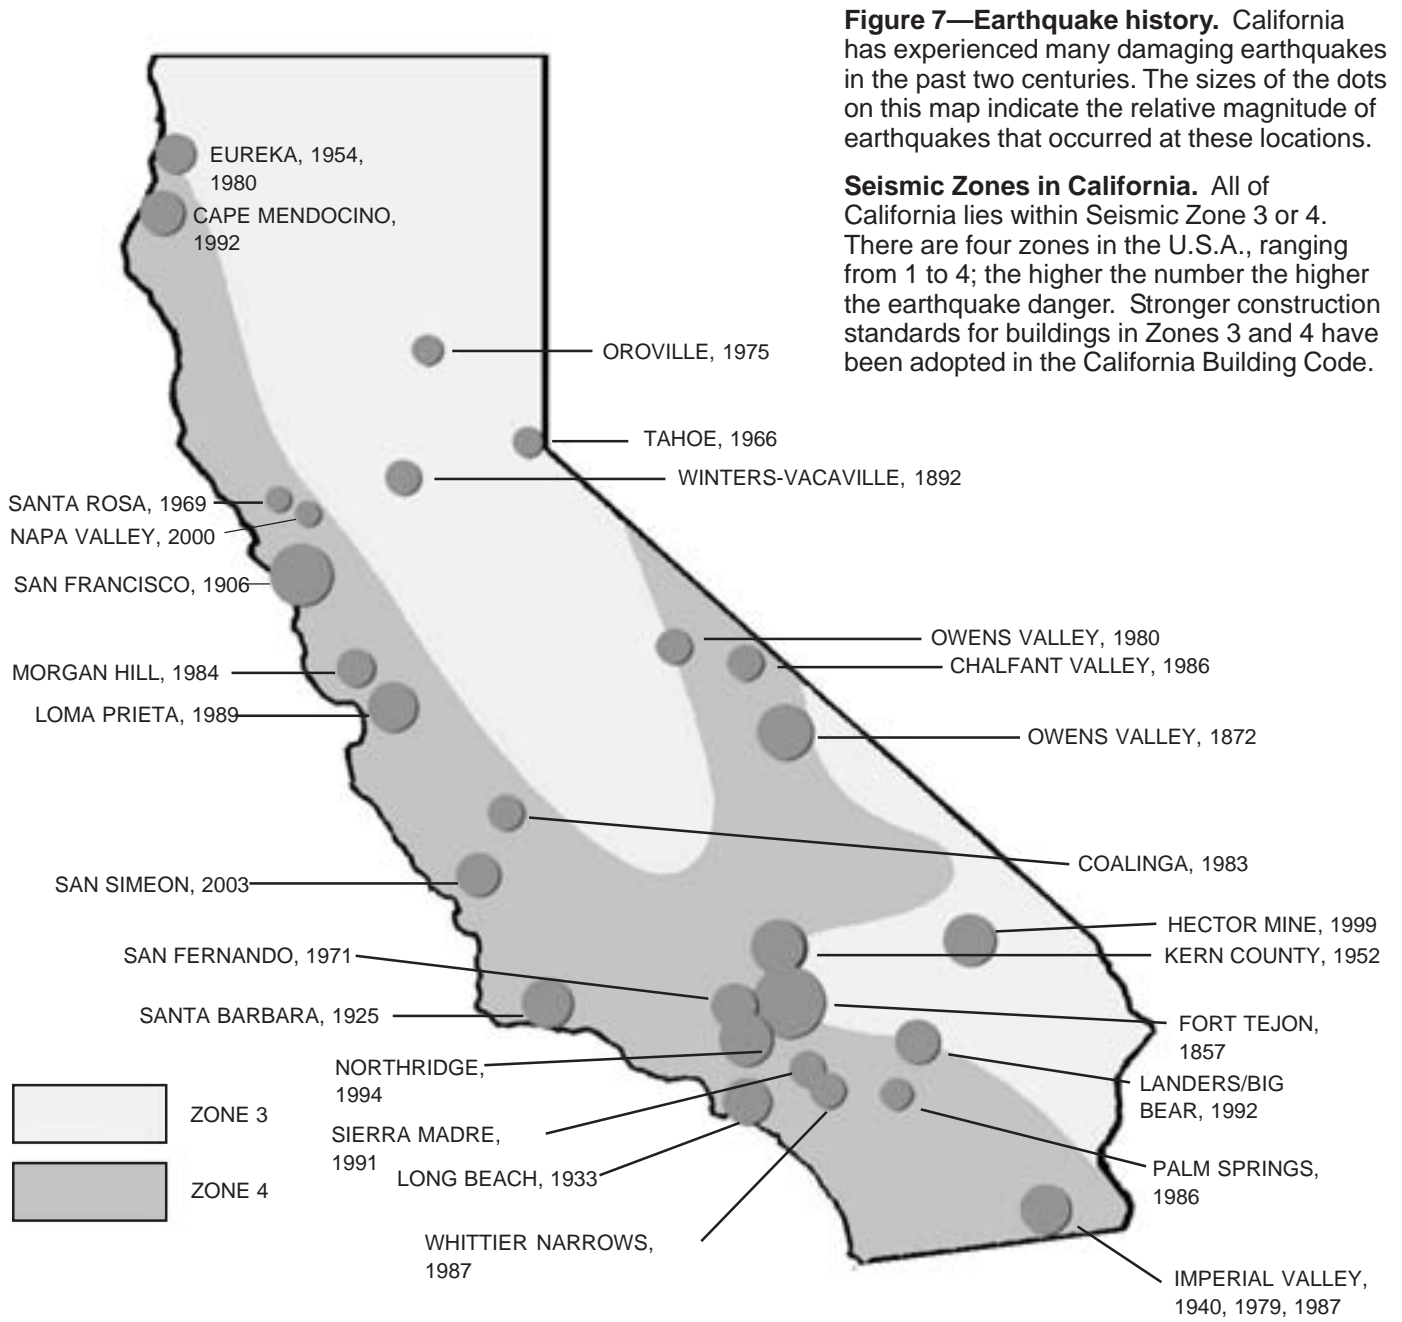 Figure 7—Earthquake history. California
has experienced many damaging earthquakes
in the past two centuries. The sizes of the dots
on this map indicate the relative magnitude of
earthquakes that occurred at these locations.
Seismic Zones in California. All of
California lies within Seismic Zone 3 or 4.
There are four zones in the U.S.A., ranging
from 1 to 4; the higher the number the higher
the earthquake danger. Stronger construction
standards for buildings in Zones 3 and 4 have
been adopted in the California Building Code.
EUREKA, 1954,
1980
CAPE MENDOCINO,
1992
OROVILLE, 1975
TAHOE, 1966
WINTERS-VACAVILLE, 1892
SANTA ROSA, 1969
NAPA VALLEY, 2000
SAN FRANCISCO, 1906
OWENS VALLEY, 1980
CHALFANT VALLEY, 1986
MORGAN HILL, 1984
LOMA PRIETA, 1989
OWENS VALLEY, 1872
COALINGA, 1983
SAN SIMEON, 2003
HECTOR MINE, 1999
KERN COUNTY, 1952
SAN FERNANDO, 1971
SANTA BARBARA, 1925
FORT TEJON,
1857
NORTHRIDGE,
1994
LANDERS/BIG
BEAR, 1992
ZONE 3
SIERRA MADRE,
1991
LONG BEACH, 1933
PALM SPRINGS,
1986
ZONE 4
WHITTIER NARROWS,
1987
IMPERIAL VALLEY,
1940, 1979, 1987